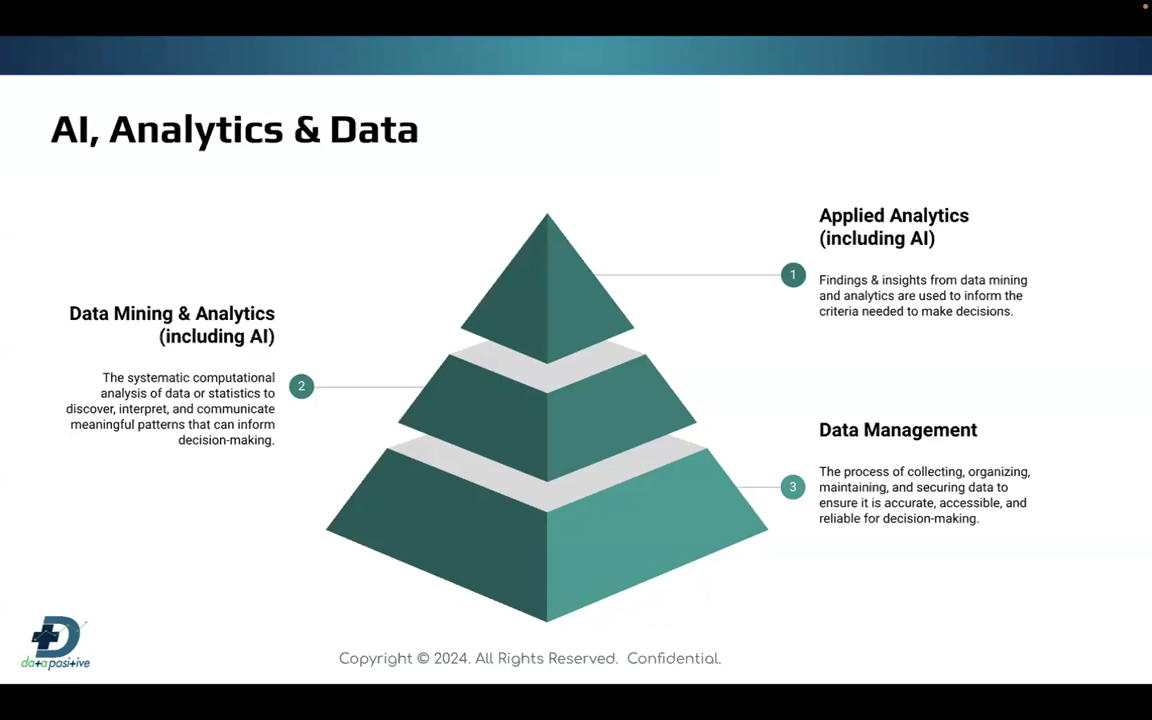 AI, Analytics & Data
Applied Analytics
(including AI)
1
Findings & insights from data mining
and analytics are used to inform the
criteria needed to make decisions.
Data Mining & Analytics
(including AI)
2
The systematic computational
analysis of data or statistics to
discover, interpret, and communicate
meaningful patterns that can inform
decision-making.
Data Management
3
The process of collecting, organizing,
maintaining, and securing data to
ensure it is accurate, accessible, and
reliable for decision-making.
data positive
Copyright © 2024. All Rights Reserved. Confidential.